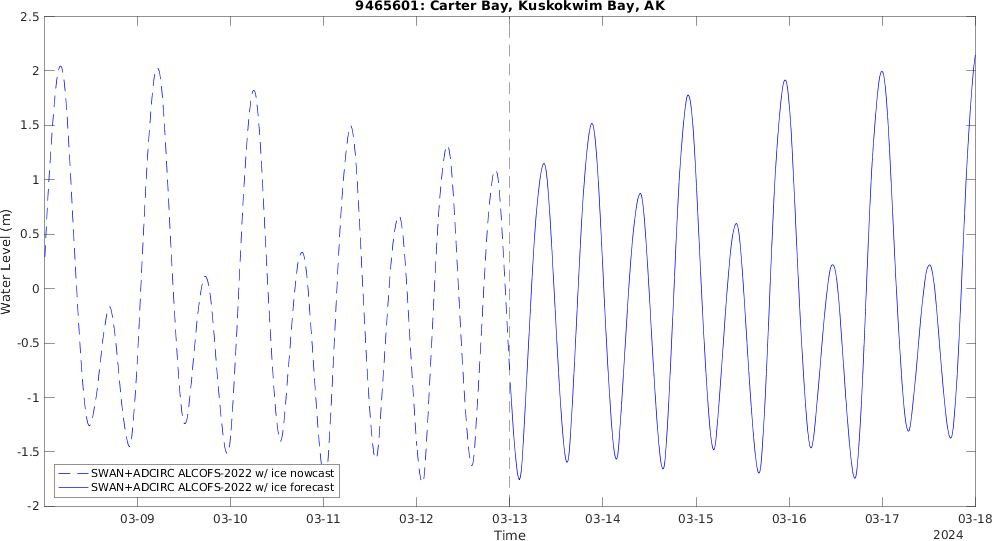 9465601: Carter Bay, Kuskokwim Bay, AK
2.5
2
1.5
1
0.5
0
-0.5
-1
-1.5
-2
Water Level (m)
SWAN+ADCIRC ALCOFS-2022 w/ ice nowcast
SWAN+ADCIRC ALCOFS-2022 w/ ice forecast
03-09 03-10 03-11 03-12 03-13 03-14 03-15 03-16 03-17 03-18
Time
2024